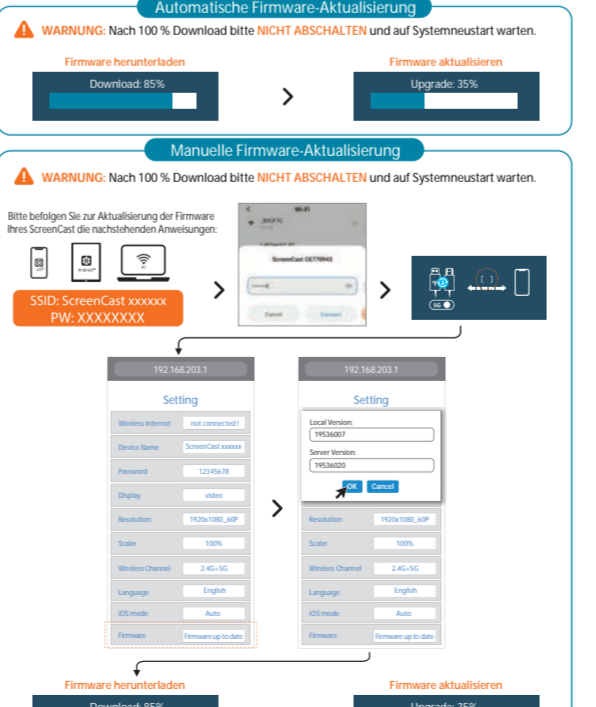 Automatische Firmware-Aktualisierung
WARNUNG: Nach 100 % Download bitte NICHT ABSCHALTEN und auf Systemneustart warten.
Firmware herunterladen
Download: 85%
Firmware aktualisieren
Upgrade: 35%
Manuelle Firmware-Aktualisierung
WARNUNG: Nach 100 % Download bitte NICHT ABSCHALTEN und auf Systemneustart warten.
Bitte befolgen Sie zur Aktualisierung der Firmware
Ihres ScreenCast die nachstehenden Anweisungen:
SSID: ScreenCast xxxxxx
PW: XXXXXXXX
Wi-Fi
ScreenCast CE770943
Cancel Connect
5G
192.168.203.1
Setting
Wireless Internet not connected !
Device Name ScreenCast xxxxxx
Password 12345678
Display video
Resolution 1920x1080_60P
Scaler 100%
Wireless Channel 2.4G+5G
Language English
iOS mode Auto
Firmware Firmware up to date
192.168.203.1
Setting
Local Version:
19536007
Server Version:
19536020
OK Cancel
Resolution 1920x1080_60P
Scaler 100%
Wireless Channel 2.4G+5G
Language English
iOS mode Auto
Firmware Firmware up to date
Firmware herunterladen
Download: 85%
Firmware aktualisieren
Upgrade: 35%